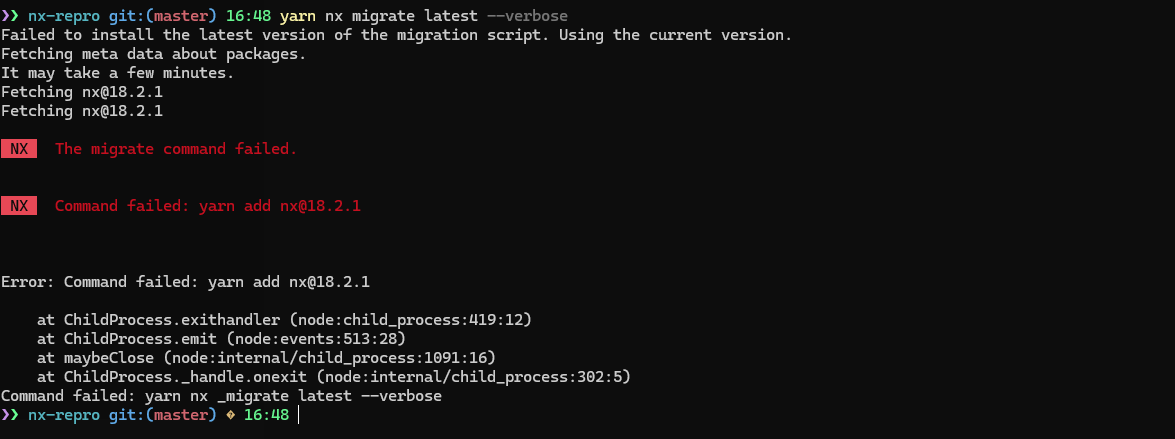 ❯❯ nx-repro git:(master) 16:48 yarn nx migrate latest --verbose
Failed to install the latest version of the migration script. Using the current version.
Fetching meta data about packages.
It may take a few minutes.
Fetching nx@18.2.1
Fetching nx@18.2.1
NX The migrate command failed.
NX Command failed: yarn add nx@18.2.1
Error: Command failed: yarn add nx@18.2.1
at ChildProcess.exithandler (node:child_process:419:12)
at ChildProcess.emit (node:events:513:28)
at maybeClose (node:internal/child_process:1091:16)
at ChildProcess._handle.onexit (node:internal/child_process:302:5)
Command failed: yarn nx _migrate latest --verbose
❯❯ nx-repro git:(master) � 16:48